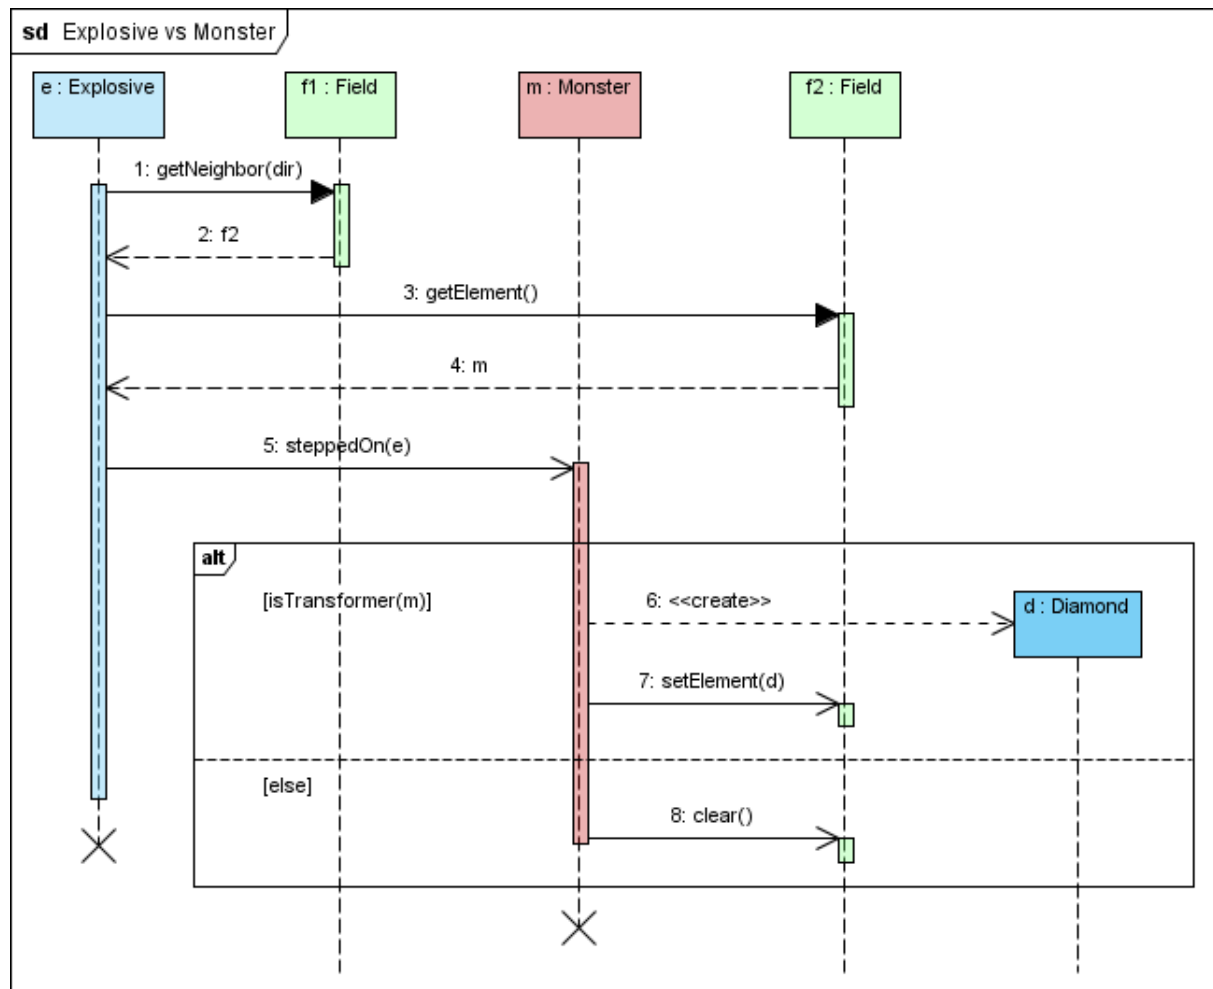 sd Explosive vs Monster
e : Explosive
f1 : Field
m : Monster
f2 : Field
1: getNeighbor(dir)
2: f2
3: getElement()
4: m
5: steppedOn(e)
alt
[isTransformer(m)]
6: <<create>>
d : Diamond
7: setElement(d)
[else]
8: clear()